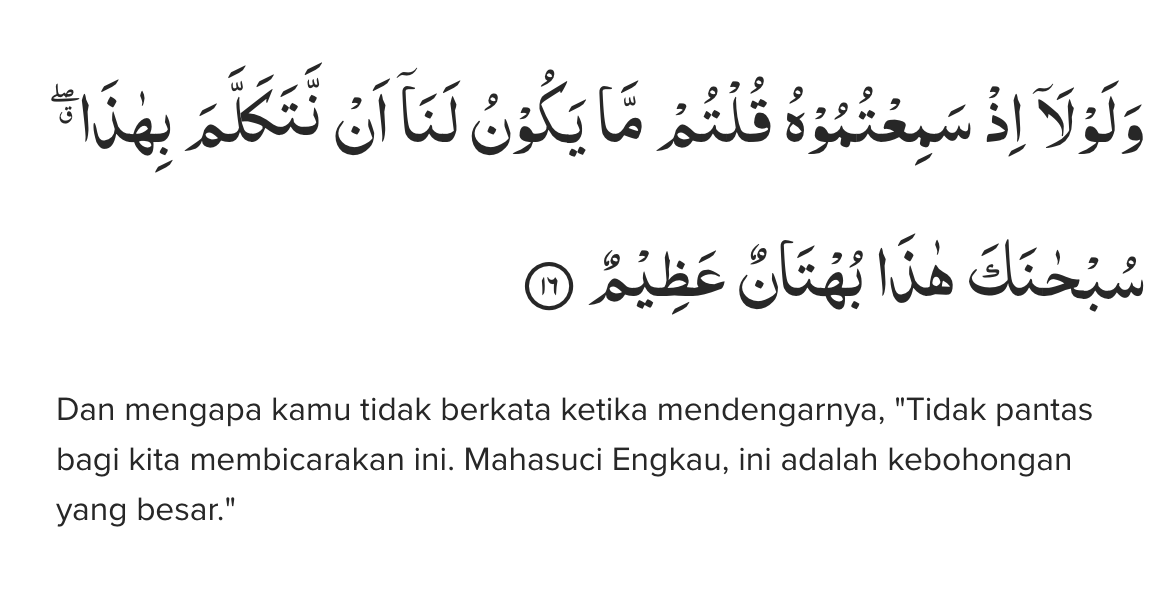 وَلَوْلَآ اِذْ سَمِعْتُمُوْهُ قُلْتُمْ مَّا يَكُوْنُ لَنَآ اَنْ نَّتَكَلَّمَ بِهٰذَاۖ
سُبْحٰنَكَ هٰذَا بُهْتَانٌ عَظِيْمٌ ١٦
Dan mengapa kamu tidak berkata ketika mendengarnya, "Tidak pantas
bagi kita membicarakan ini. Mahasuci Engkau, ini adalah kebohongan
yang besar."